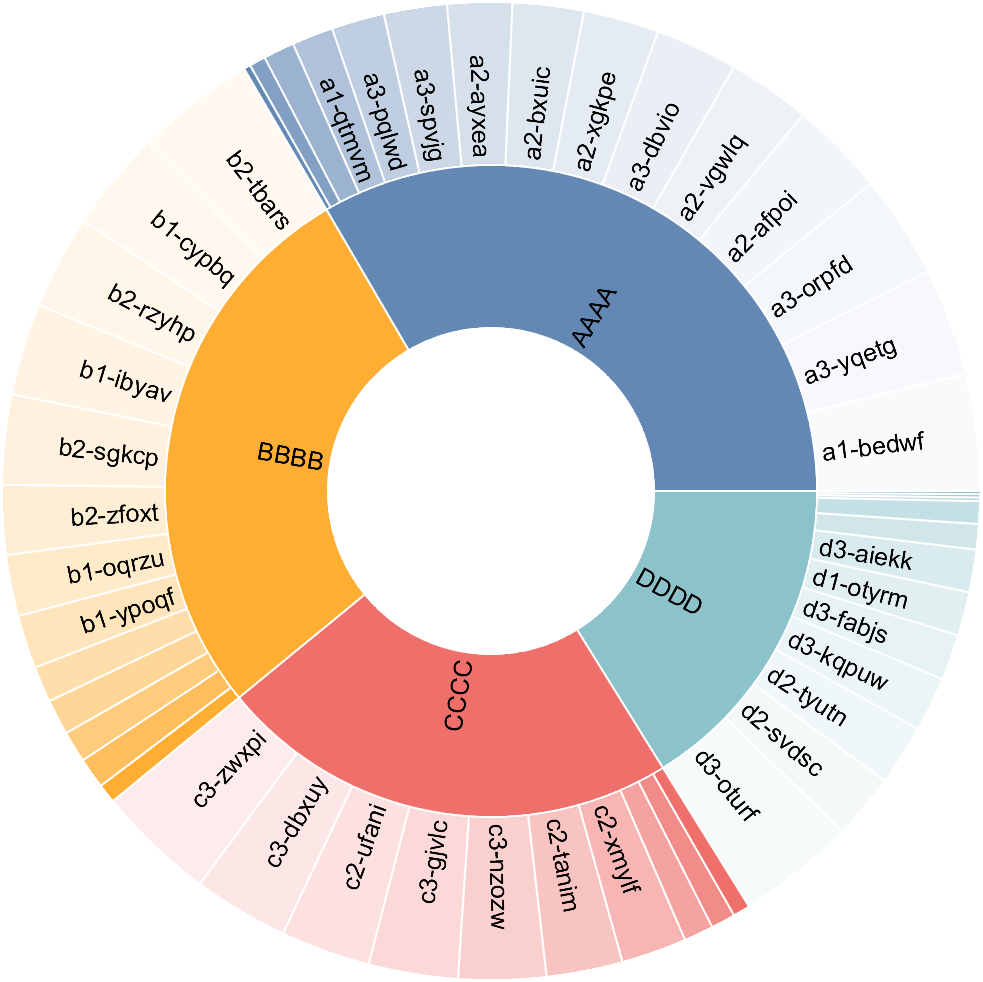 AAAA
BBBB
CCCC
DDDD
a1-qtmvm
a3-pqlwd
a3-spvjg
a2-ayxea
a2-bxuic
a2-xgkpe
a3-dbvio
a2-vgwlq
a2-afpoi
a3-orpfd
a3-yqetg
a1-bedwf
b2-tbars
b1-cypbq
b2-rzyhp
b1-ibyav
b2-sgkcp
b2-zfoxt
b1-oqrzu
b1-ypoqf
c3-zwxpi
c3-dbxuy
c2-ufani
c3-gjvlc
c3-nzozw
c2-tanim
c2-xmylf
d3-oturf
d2-svdsc
d2-tyutn
d3-kqpuw
d3-fabjs
d1-otyrm
d3-aiekk